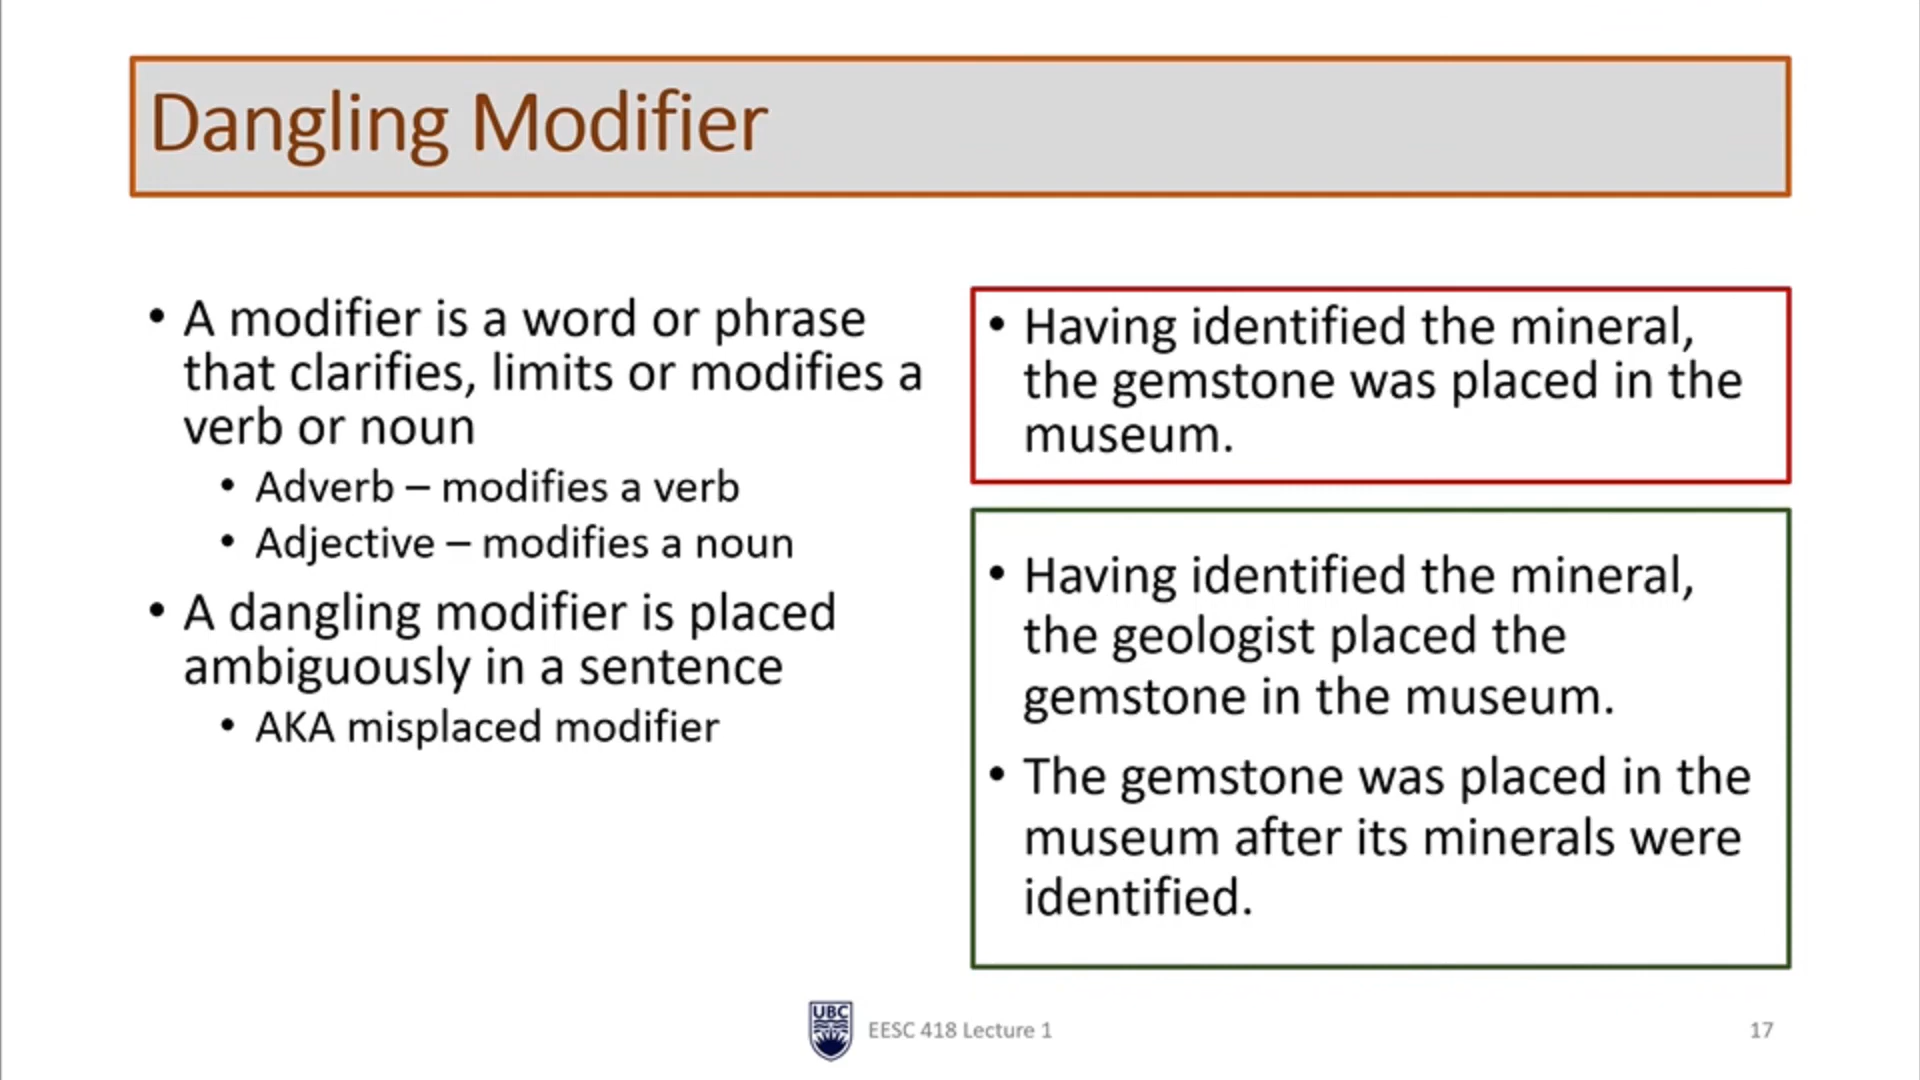 Dangling Modifier
• A modifier is a word or phrase
that clarifies, limits or modifies a
verb or noun
• Adverb – modifies a verb
• Adjective – modifies a noun
• A dangling modifier is placed
ambiguously in a sentence
• AKA misplaced modifier
• Having identified the mineral,
the gemstone was placed in the
museum.
• Having identified the mineral,
the geologist placed the
gemstone in the museum.
• The gemstone was placed in the
museum after its minerals were
identified.
UBC
EESC 418 Lecture 1
17